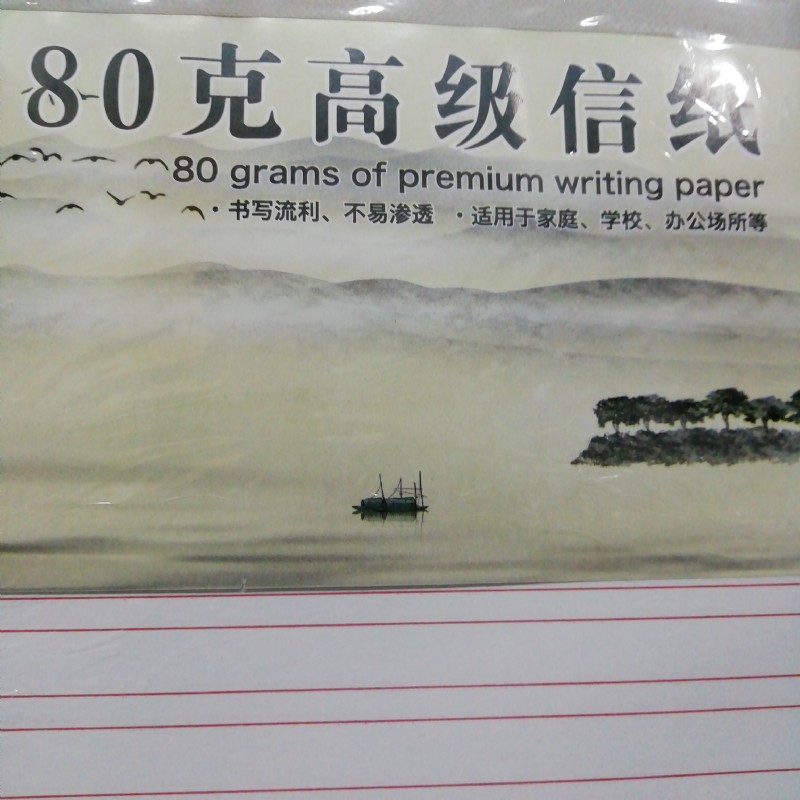 80克高级信纸
80 grams of premium writing paper
·书写流利、不易渗透 ·适用于家庭、学校、办公场所等